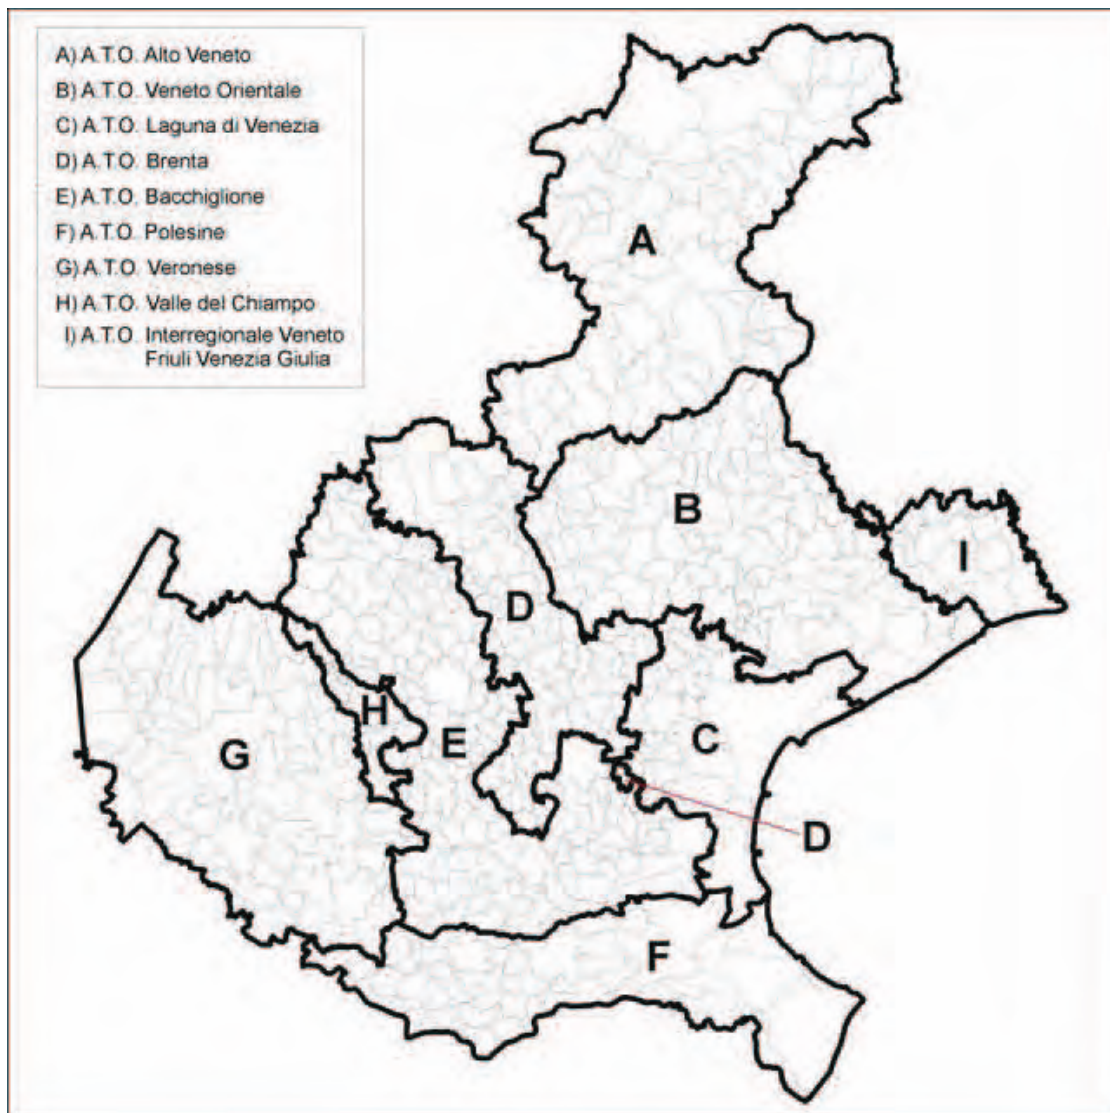 A) A.T.O. Alto Veneto
B) A.T.O. Veneto Orientale
C) A.T.O. Laguna di Venezia
D) A.T.O. Brenta
E) A.T.O. Bacchiglione
F) A.T.O. Polesine
G) A.T.O. Veronese
H) A.T.O. Valle del Chiampo
I) A.T.O. Interregionale Veneto
Friuli Venezia Giulia
A
B
I
D
H
E
C
G
D
F